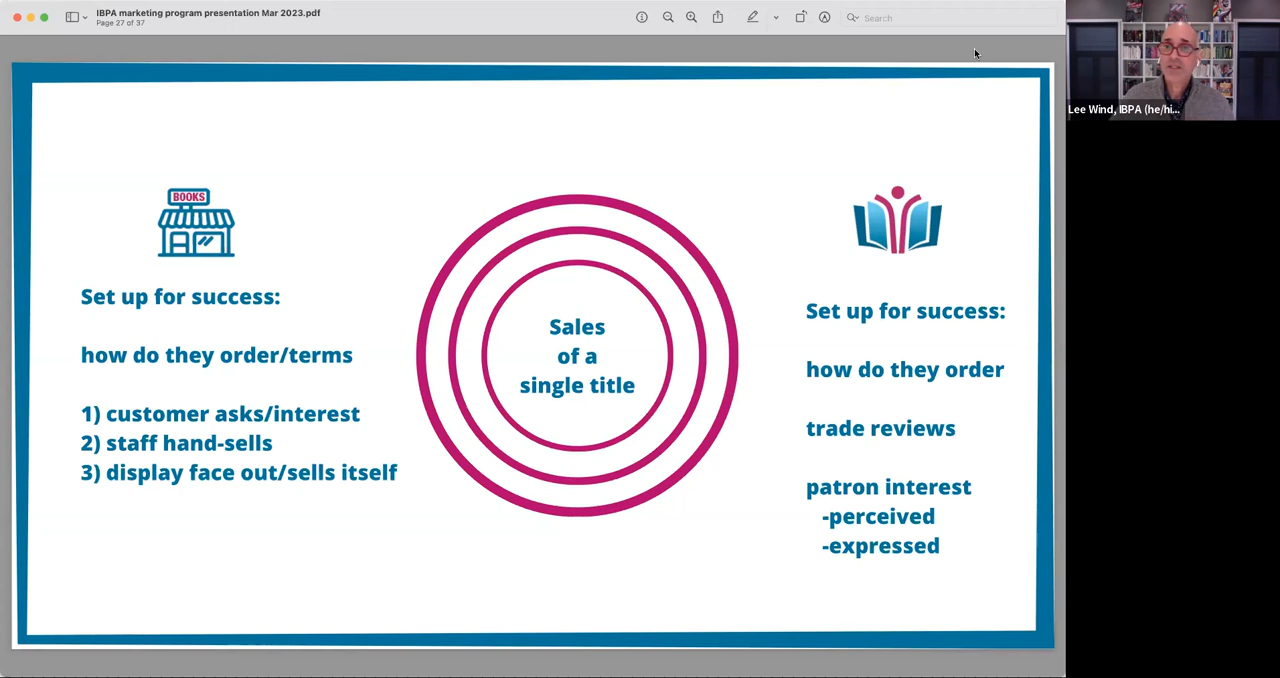 IBPA marketing program presentation Mar 2023.pdf
Page 27 of 37
Search
Lee Wind, IBPA (he/hi...
BOOKS
Set up for success:
how do they order/terms
1) customer asks/interest
2) staff hand-sells
3) display face out/sells itself
Sales
of a
single title
Set up for success:
how do they order
trade reviews
patron interest
-perceived
-expressed